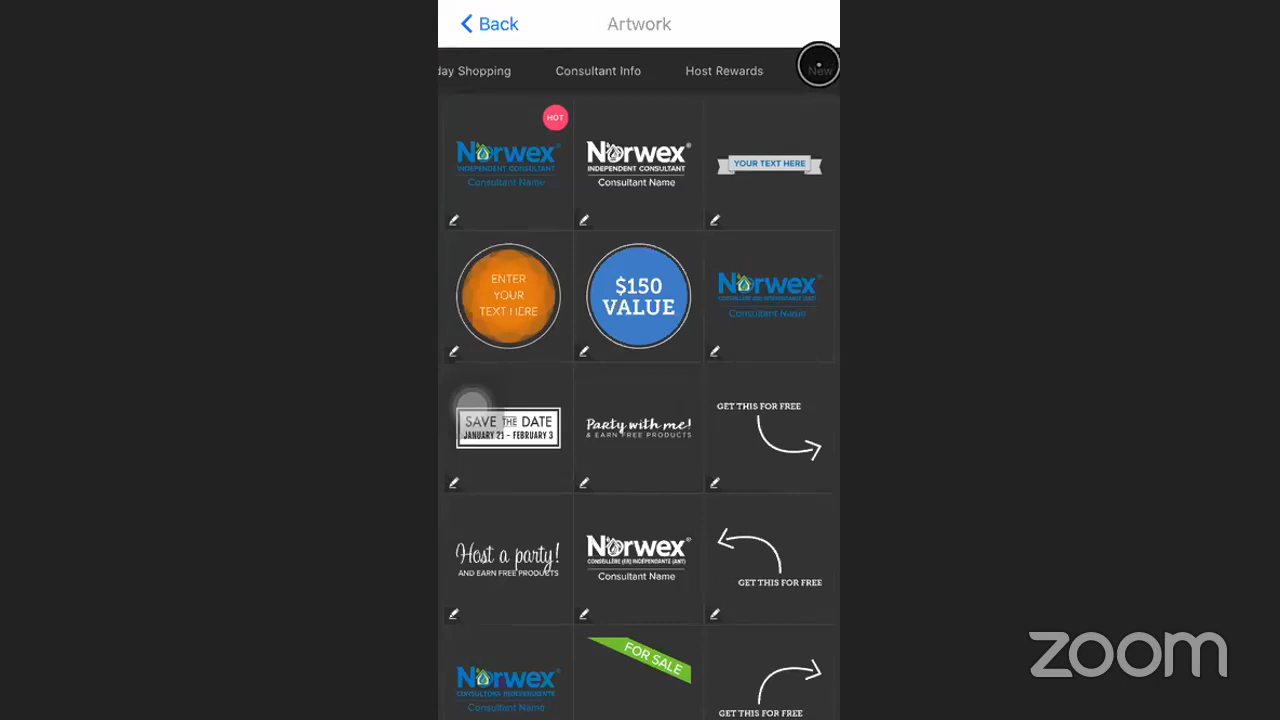 Back
Artwork
day Shopping
Consultant Info
Host Rewards
New
HOT
Norwex®
INDEPENDENT CONSULTANT
Consultant Name
Norwex®
INDEPENDENT CONSULTANT
Consultant Name
YOUR TEXT HERE
ENTER
YOUR
TEXT HERE
$150
VALUE
Norwex®
Consultant Name
SAVE THE DATE
JANUARY 21 - FEBRUARY 3
Party with me!
& EARN FREE PRODUCTS
GET THIS FOR FREE
Host a party!
AND EARN FREE PRODUCTS
Norwex®
CONSEILLÈRE (ER) INDÉPENDANTE (ANT)
Consultant Name
GET THIS FOR FREE
Norwex®
Consultant Name
FOR SALE
GET THIS FOR FREE
zoom